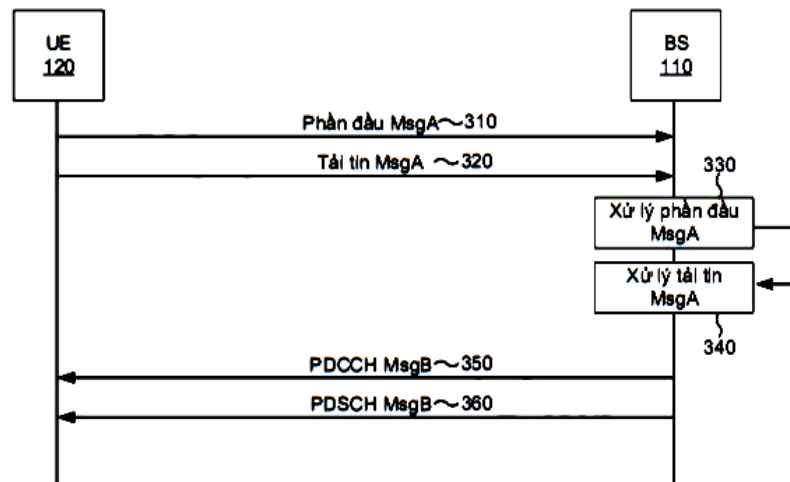 UE
120
BS
110
Phần đầu MsgA～310
Tải tin MsgA ～320
330
Xử lý phần đầu
MsgA
Xử lý tải tin
MsgA
340
PDCCH MsgB～350
PDSCH MsgB～360